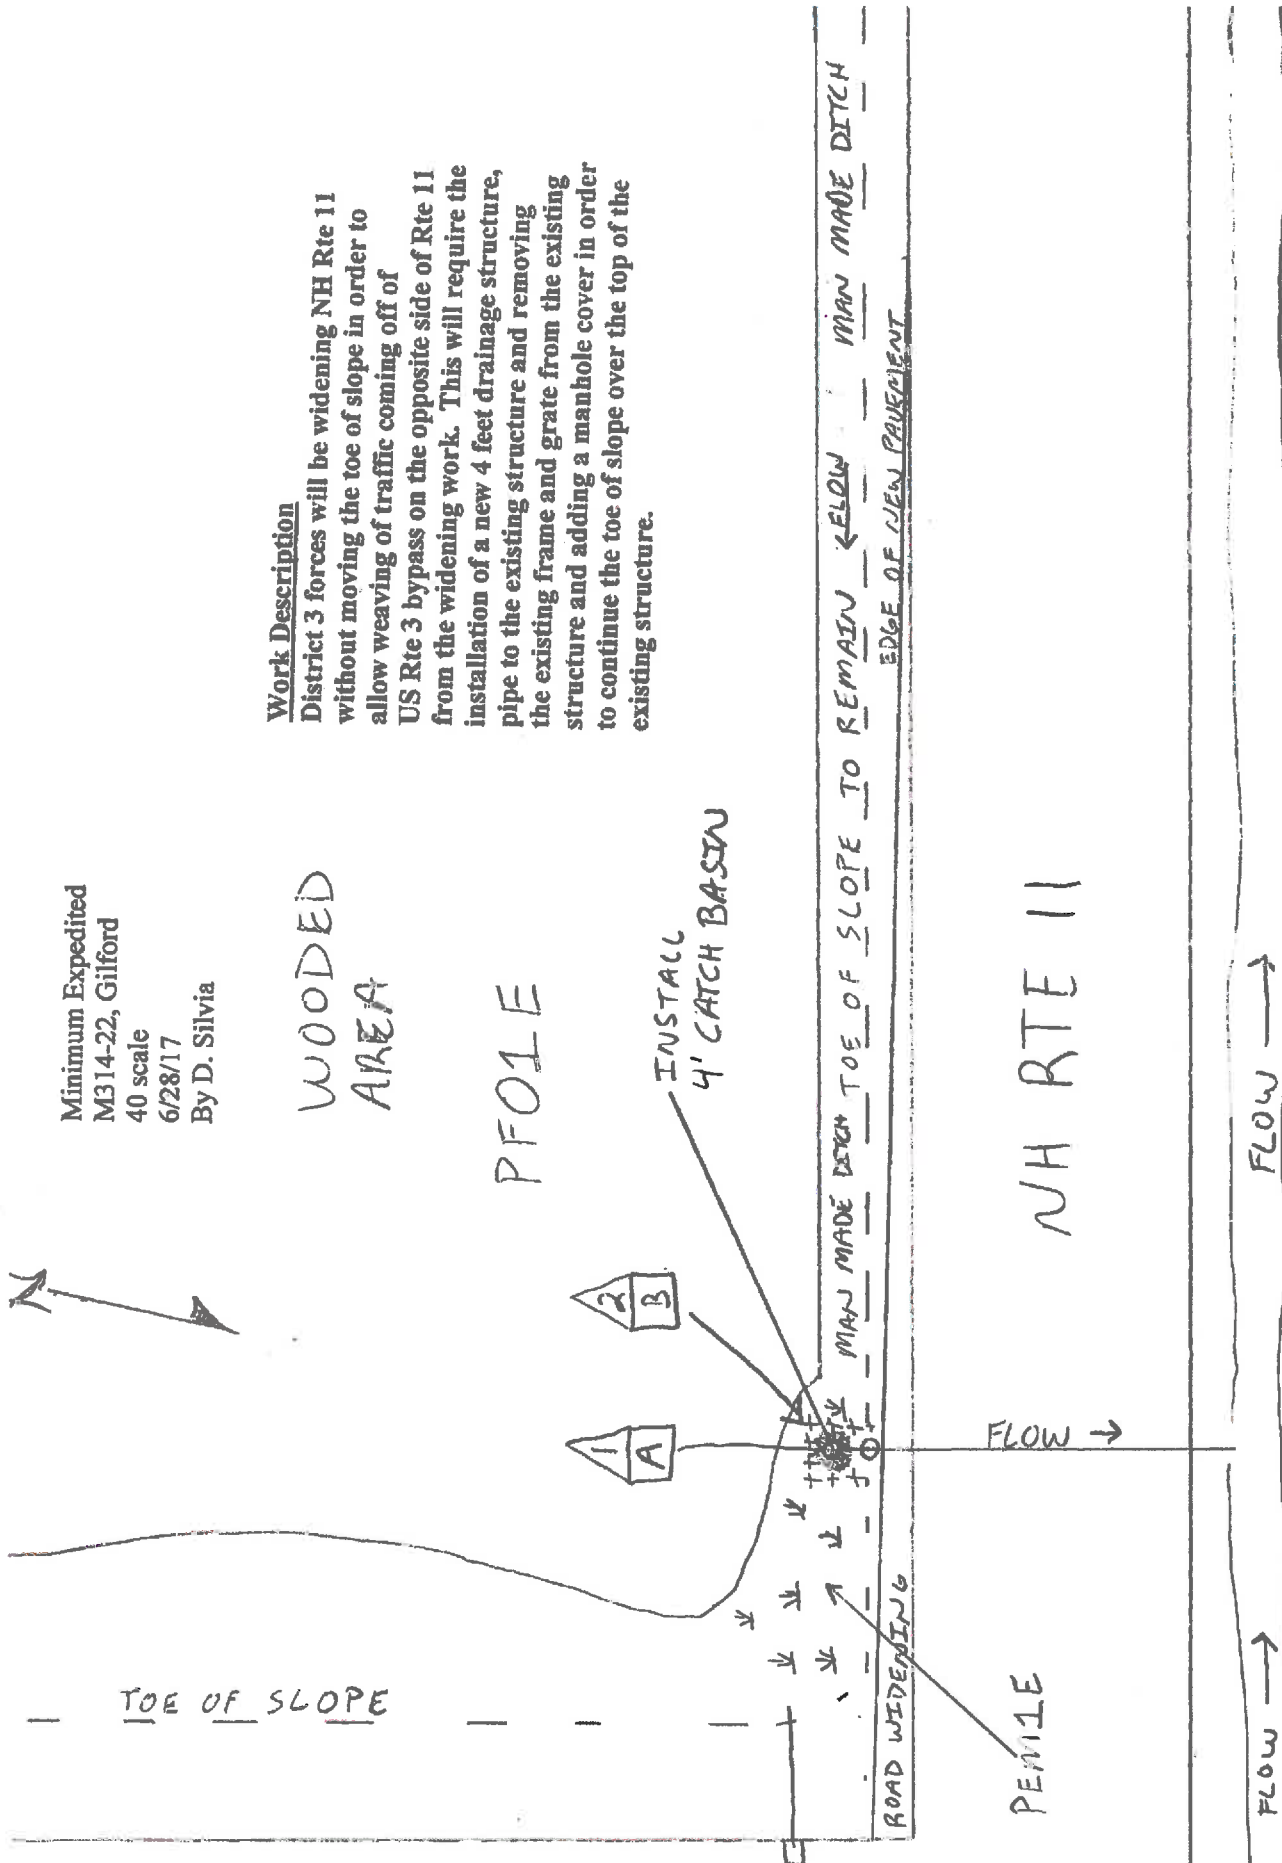 Minimum Expedited
M314-22, Gilford
40 scale
6/28/17
By D. Silvia
Work Description
District 3 forces will be widening NH Rte 11
without moving the toe of slope in order to
allow weaving of traffic coming off of
US Rte 3 bypass on the opposite side of Rte 11
from the widening work. This will require the
installation of a new 4 feet drainage structure,
pipe to the existing structure and removing
the existing frame and grate from the existing
structure and adding a manhole cover in order
to continue the toe of slope over the top of the
existing structure.
N
WOODED
AREA
PFO1E
TOE OF SLOPE
1
A
2
B
INSTALL
4' CATCH BASIN
MAN MADE DITCH TOE OF SLOPE TO REMAIN ← FLOW MAN MADE DITCH
ROAD WIDENING
EDGE OF NEW PAVEMENT
FLOW →
PEM1E
NH RTE 11
FLOW →
FLOW →